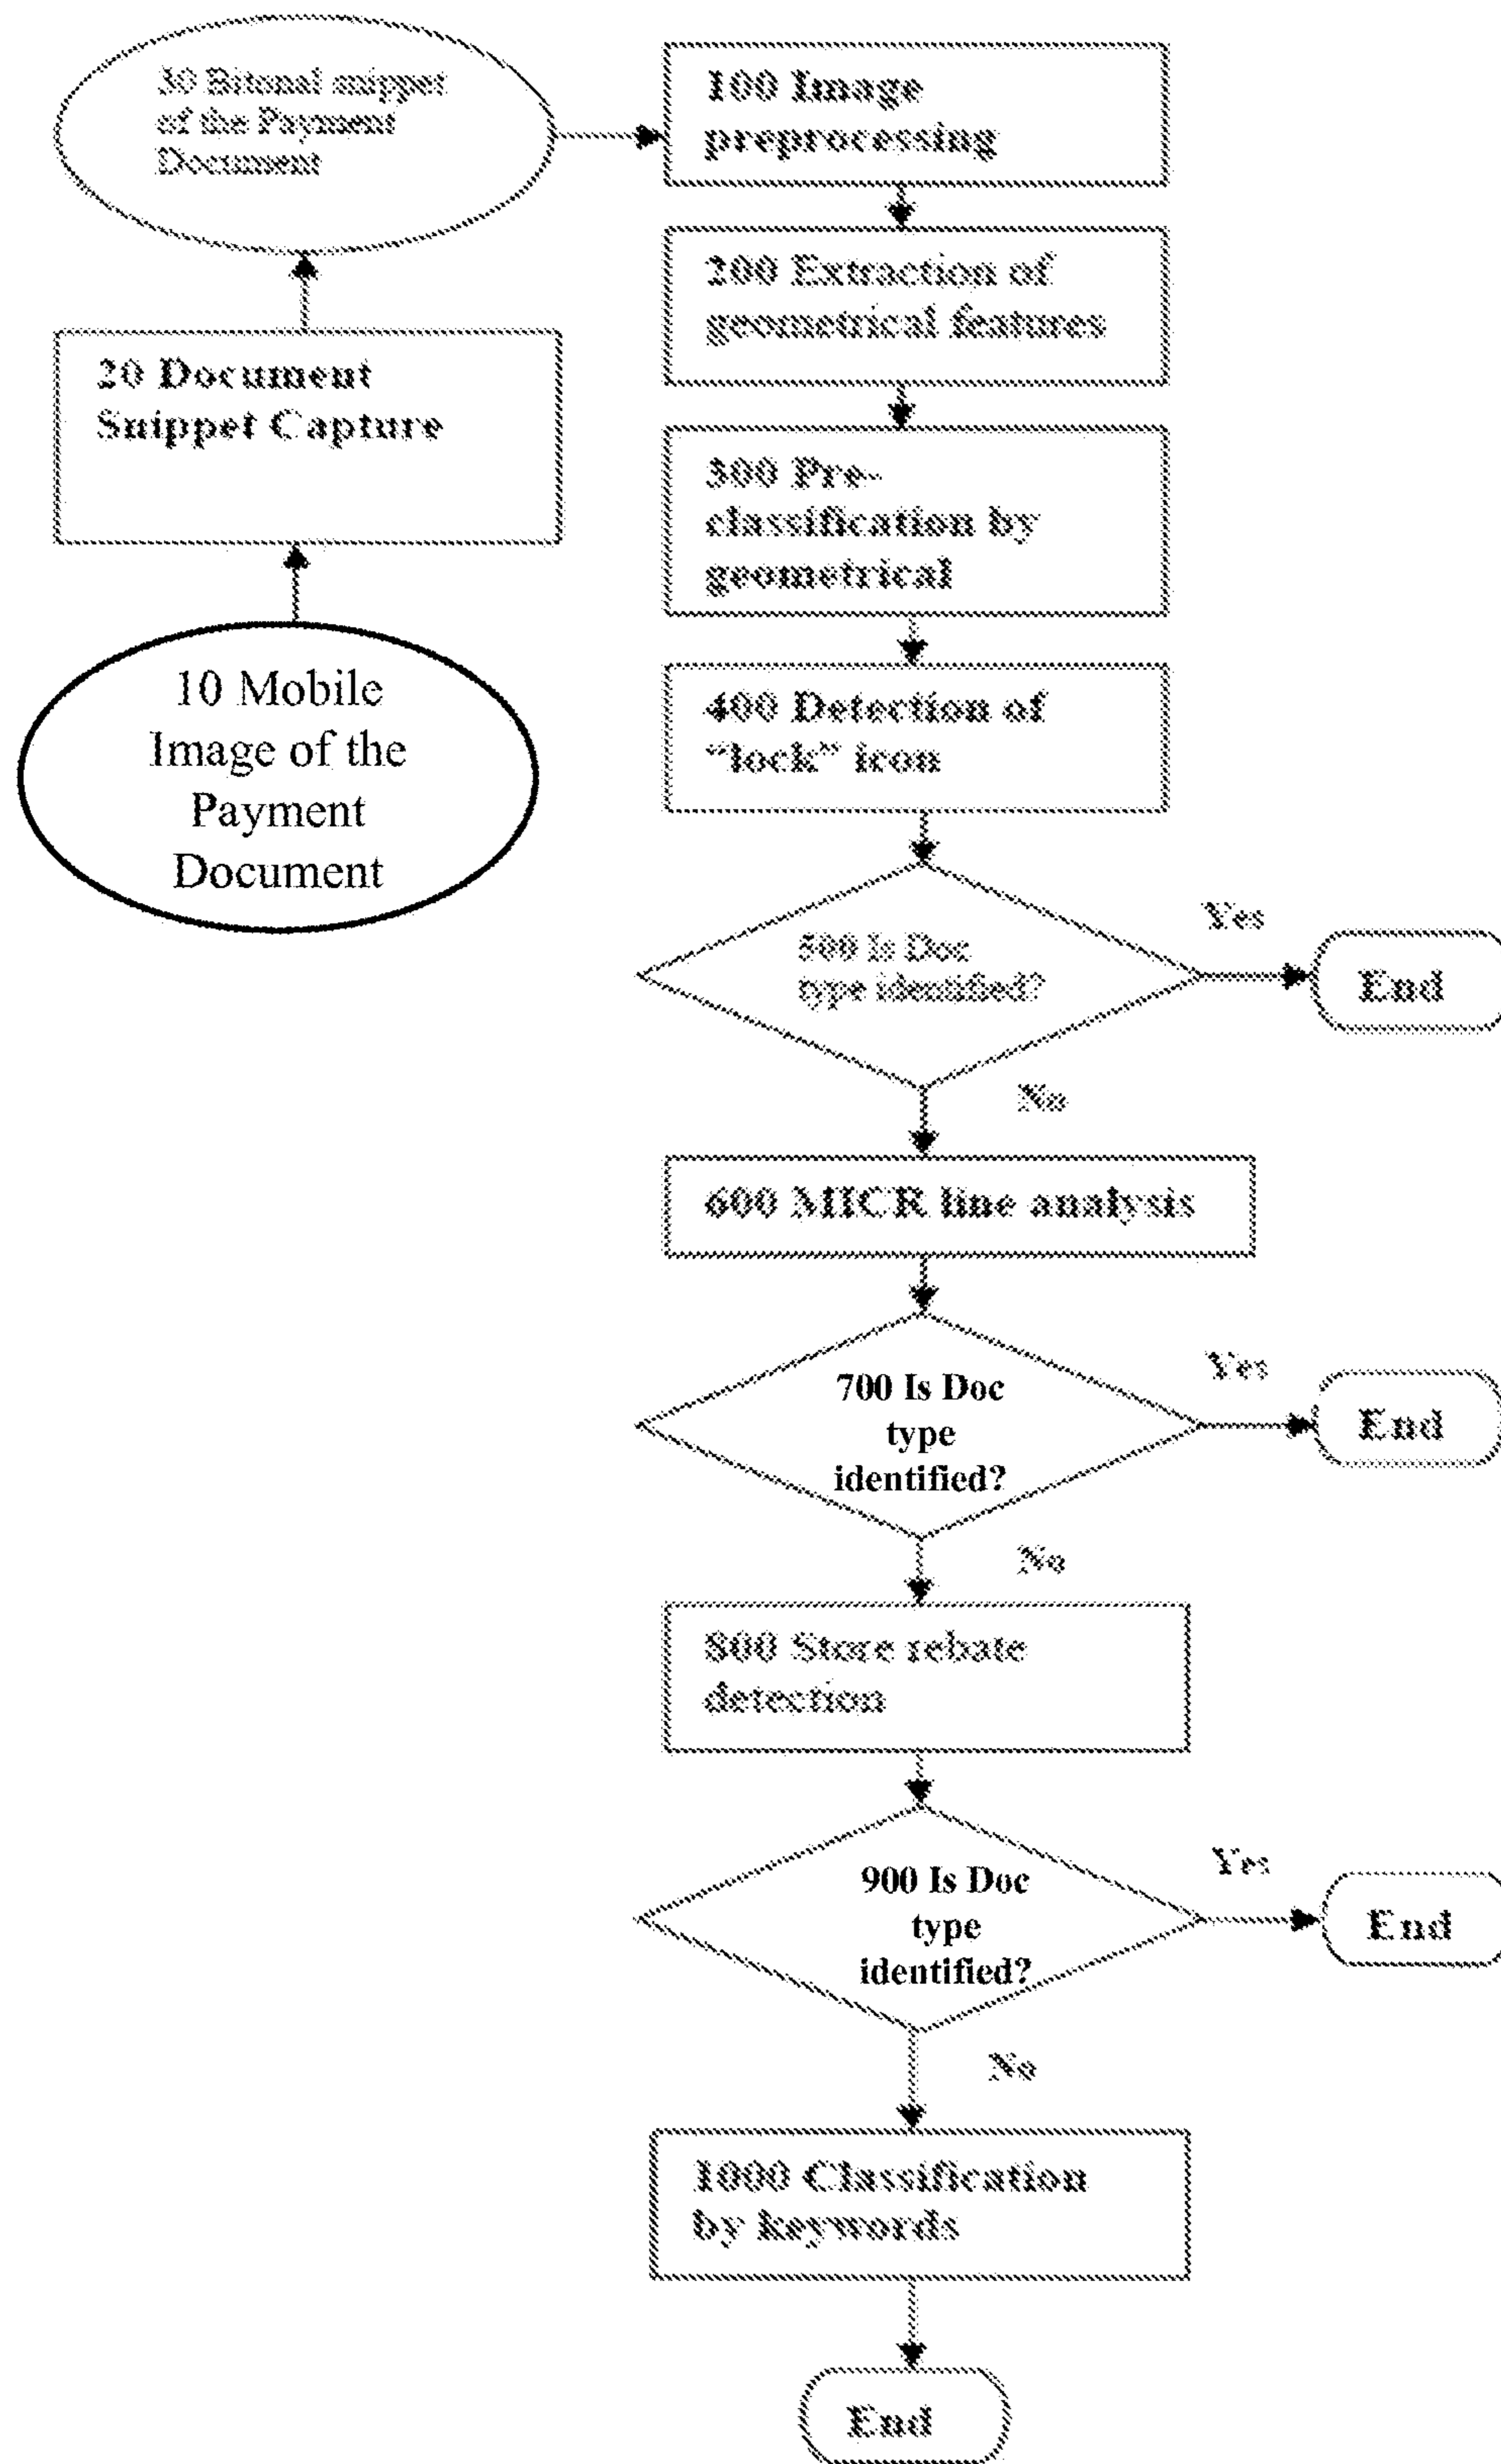 10 Mobile
Image of the
Payment
Document
20 Document
Snippet Capture
30 Bitonal snippet
of the Payment
Document
100 Image
preprocessing
200 Extraction of
geometrical features
300 Pre-
classification by
geometrical
400 Detection of
“lock” icon
500 Is Doc
type identified?
Yes
End
No
600 MICR line analysis
700 Is Doc
type
identified?
Yes
End
No
800 Store rebate
detection
900 Is Doc
type
identified?
Yes
End
No
1000 Classification
by keywords
End